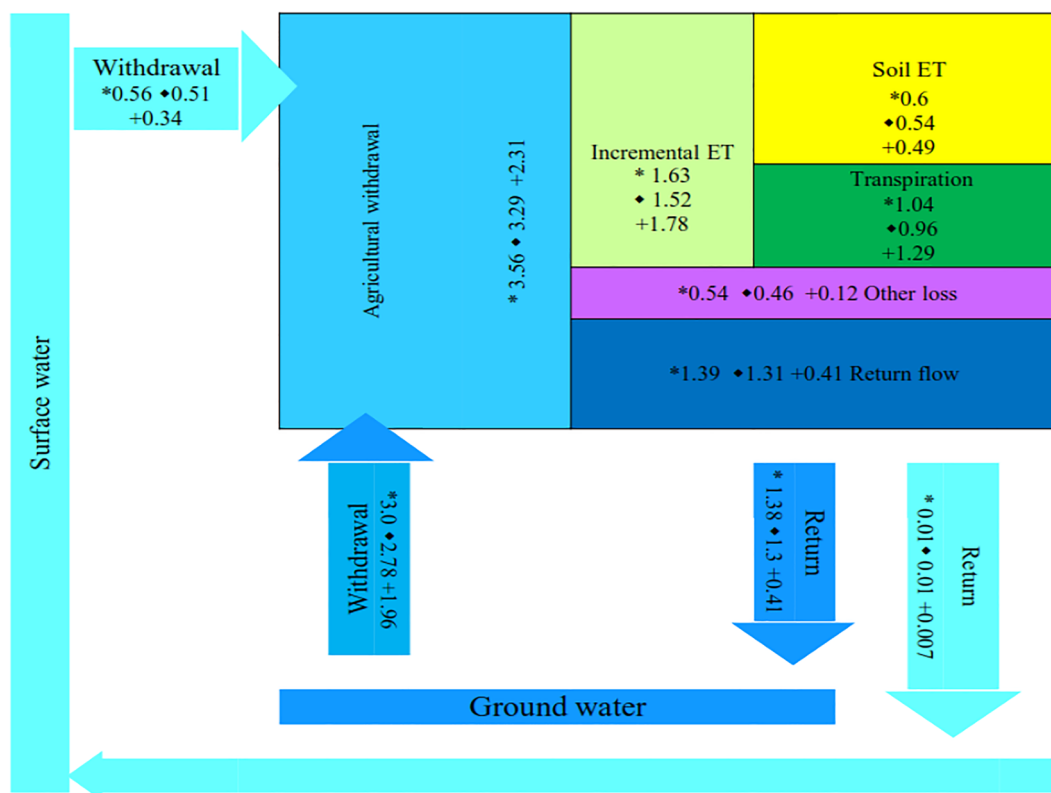 Surface water
Withdrawal
*0.56 ◆0.51
+0.34
Agricultural withdrawal
* 3.56 ◆ 3.29 +2.31
Incremental ET
* 1.63
◆ 1.52
+1.78
Soil ET
*0.6
◆0.54
+0.49
Transpiration
*1.04
◆0.96
+1.29
*0.54 ◆0.46 +0.12 Other loss
*1.39 ◆1.31 +0.41 Return flow
Withdrawal
*3.0 ◆2.78 +1.96
Return
* 1.38 ◆1.3 +0.41
Return
* 0.01◆0.01 +0.007
Ground water